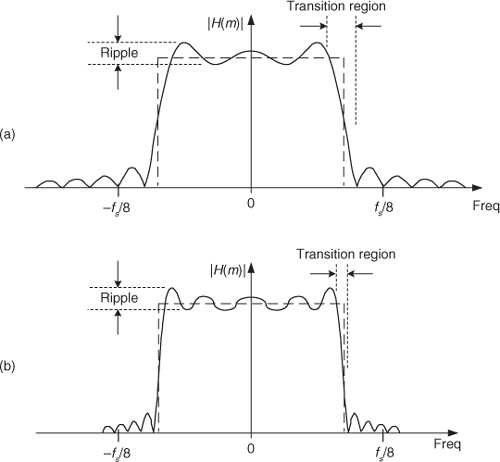 |H(m)|
Transition region
Ripple
(a)
–fs/8
0
fs/8
Freq
|H(m)|
Transition region
Ripple
(b)
Freq
–fs/8
0
fs/8